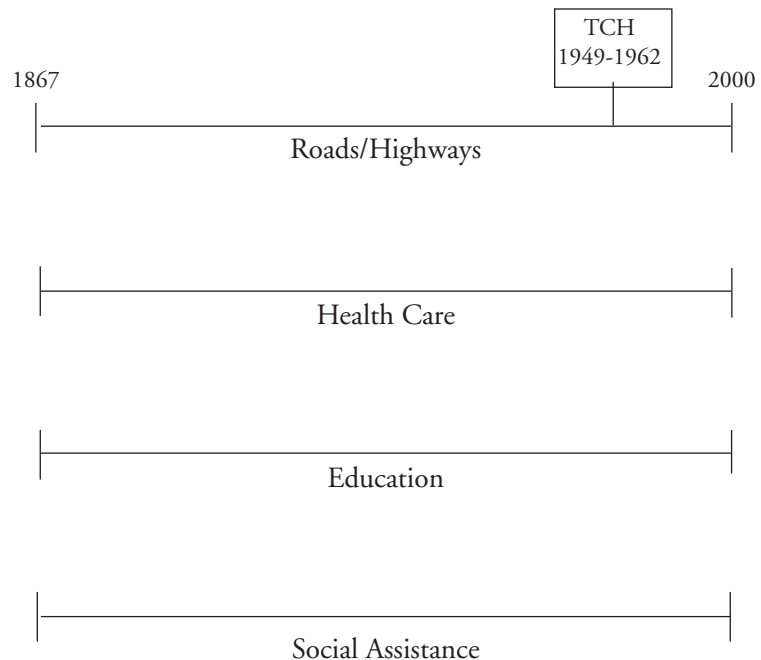 TCH
1949-1962
1867
2000
Roads/Highways
Health Care
Education
Social Assistance